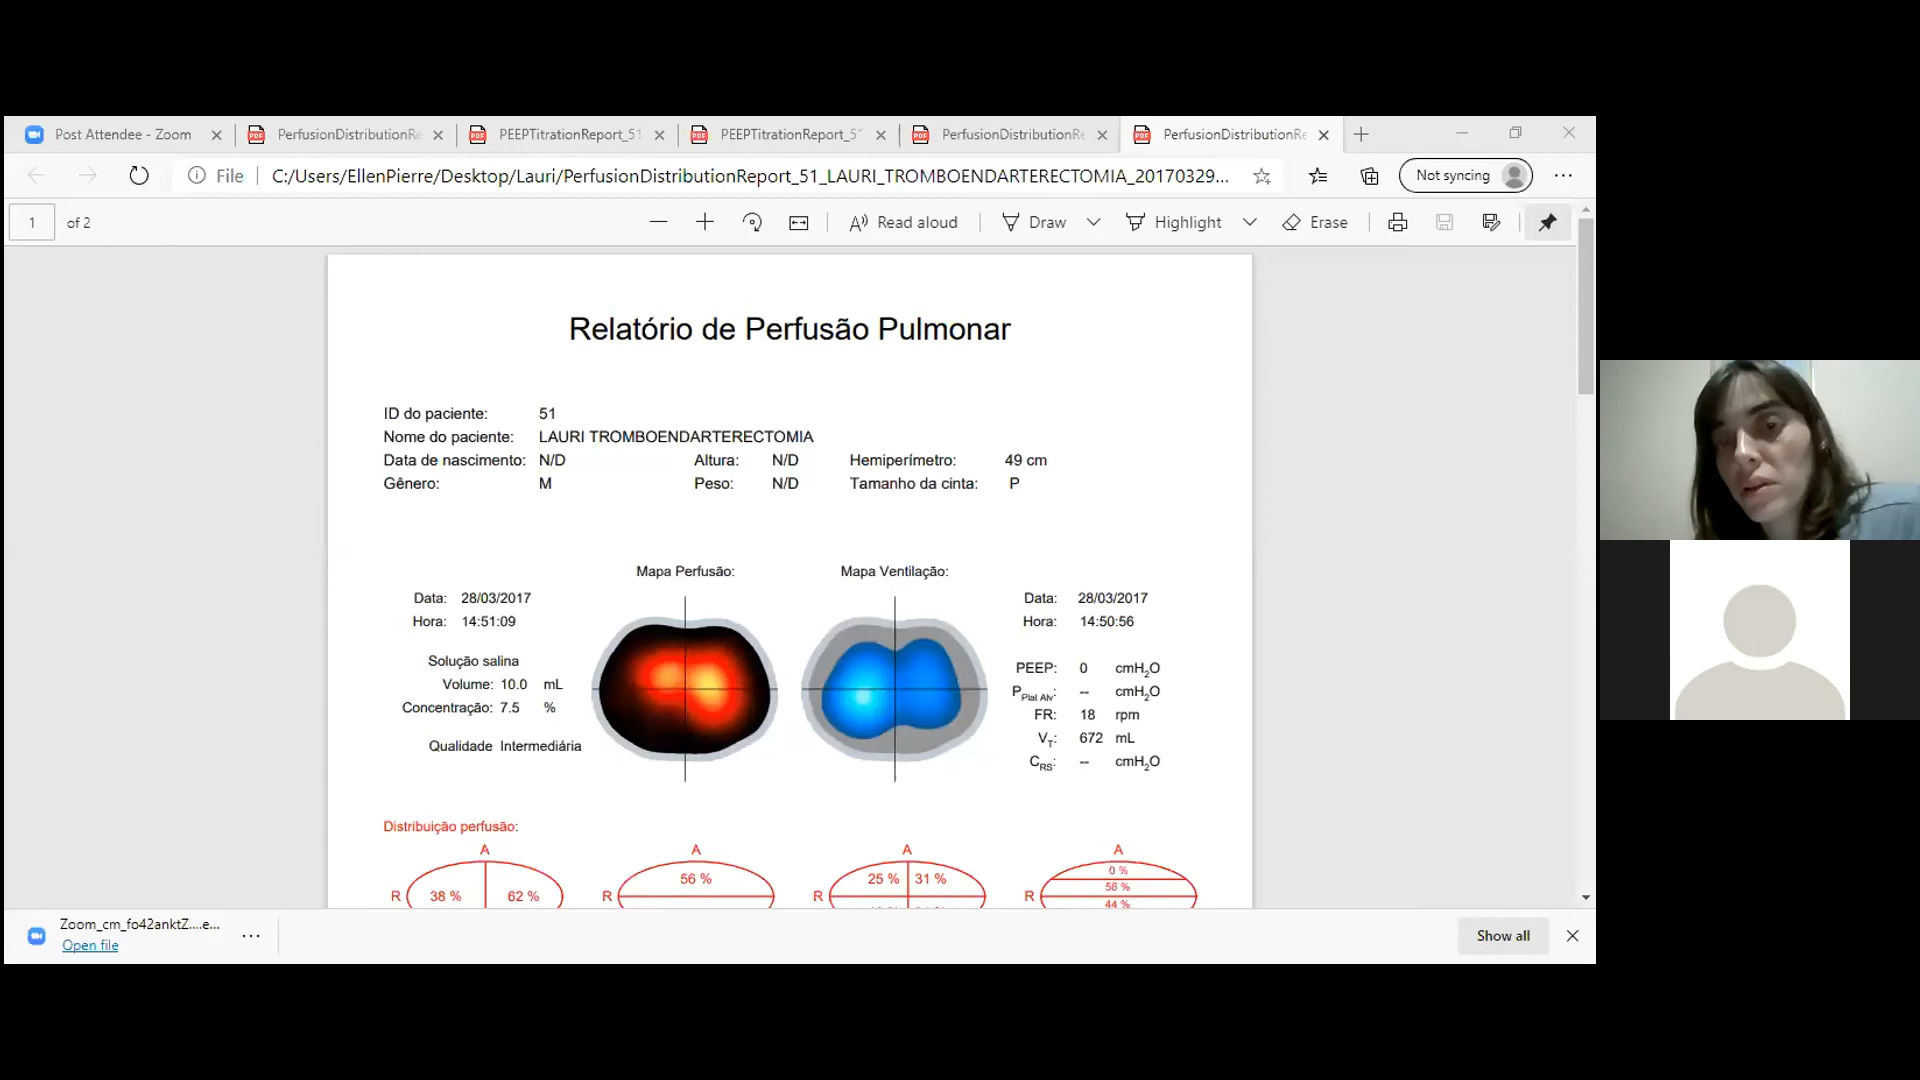 Post Attendee - Zoom
PerfusionDistributionRe
PEEPTitrationReport_51
PEEPTitrationReport_51
PerfusionDistributionRe
PerfusionDistributionRe
File
C:/Users/EllenPierre/Desktop/Lauri/PerfusionDistributionReport_51_LAURI_TROMBOENDARTERECTOMIA_20170329...
Not syncing
1 of 2
Read aloud
Draw
Highlight
Erase
Relatório de Perfusão Pulmonar
ID do paciente: 51
Nome do paciente: LAURI TROMBOENDARTERECTOMIA
Data de nascimento: N/D Altura: N/D Hemiperímetro: 49 cm
Gênero: M Peso: N/D Tamanho da cinta: P
Mapa Perfusão: Mapa Ventilação:
Data: 28/03/2017
Hora: 14:51:09
Solução salina
Volume: 10.0 mL
Concentração: 7.5 %
Qualidade Intermediária
Data: 28/03/2017
Hora: 14:50:56
PEEP: 0 cmH2O
PPlat Alv: -- cmH2O
FR: 18 rpm
VT: 672 mL
CRS: -- cmH2O
Distribuição perfusão:
A A A A
R 38 % 62 %
R 56 %
R 25 % 31 %
R 0 %
56 %
44 %
Zoom_cm_fo42anktZ....e...
Open file
Show all